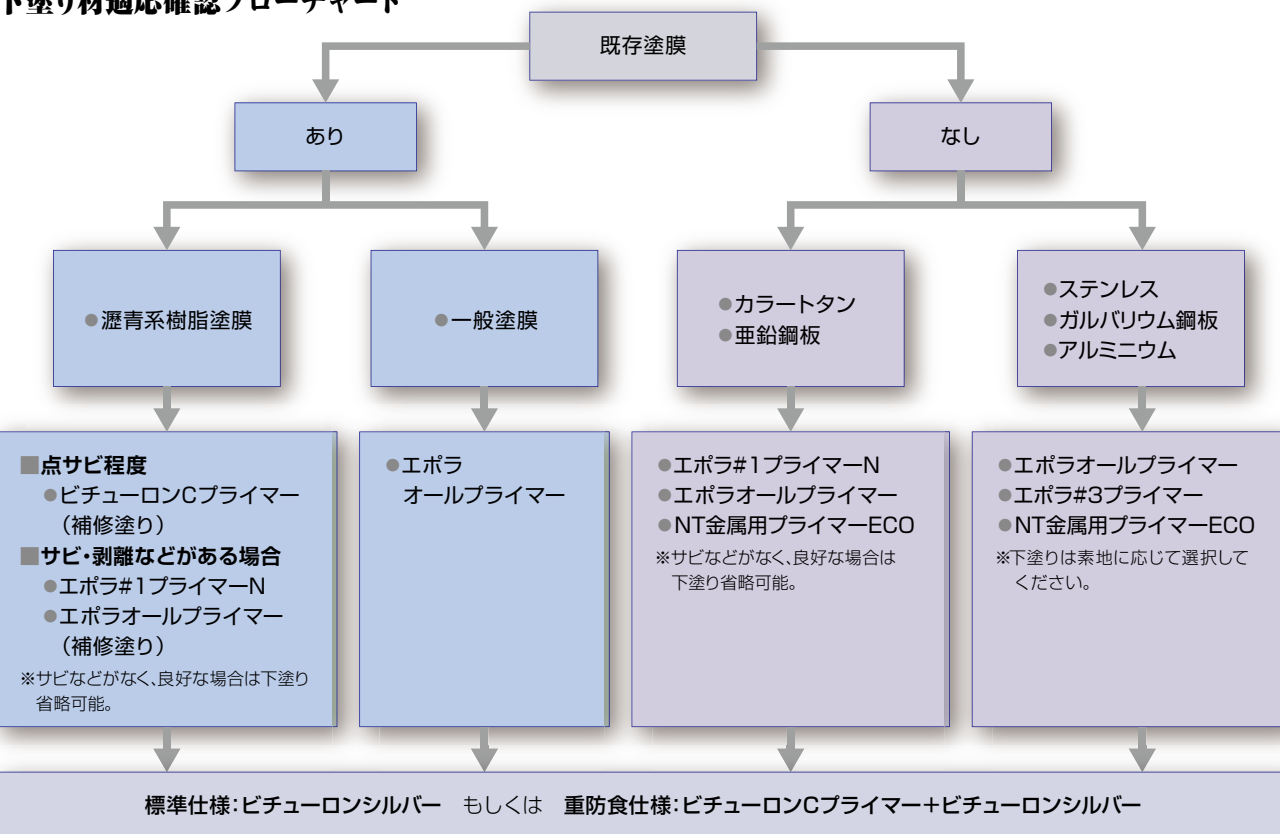 下塗り材適応確認フローチャート
既存塗膜
あり
なし
●瀝青系樹脂塗膜
●一般塗膜
●カラートタン
●亜鉛鋼板
●ステンレス
●ガルバリウム鋼板
●アルミニウム
■点サビ程度
●ビチューロンCプライマー
（補修塗り）
■サビ・剥離などがある場合
●エポラ#1プライマーN
●エポラオールプライマー
（補修塗り）
※サビなどがなく、良好な場合は下塗り
省略可能。
●エポラ
オールプライマー
●エポラ#1プライマーN
●エポラオールプライマー
●NT金属用プライマーECO
※サビなどがなく、良好な場合は
下塗り省略可能。
●エポラオールプライマー
●エポラ#3プライマー
●NT金属用プライマーECO
※下塗りは素地に応じて選択して
ください。
標準仕様:ビチューロンシルバー　もしくは　重防食仕様:ビチューロンCプライマー+ビチューロンシルバー